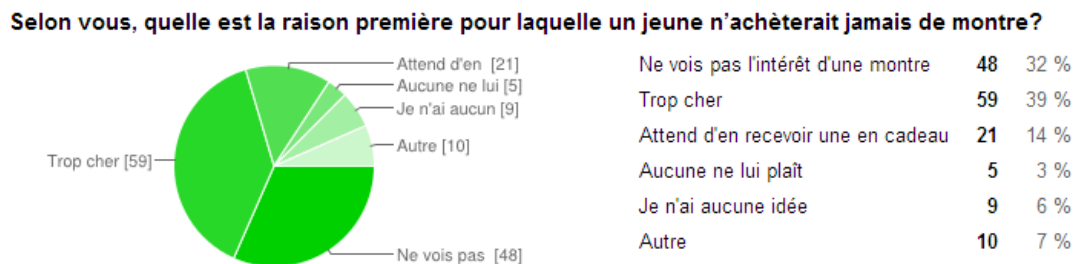 Selon vous, quelle est la raison première pour laquelle un jeune n'achèterait jamais de montre?
Attend d'en [21]
Aucune ne lui [5]
Je n'ai aucun [9]
Autre [10]
Trop cher [59]
Ne vois pas [48]
Ne vois pas l'intérêt d'une montre 48 32 %
Trop cher 59 39 %
Attend d'en recevoir une en cadeau 21 14 %
Aucune ne lui plaît 5 3 %
Je n'ai aucune idée 9 6 %
Autre 10 7 %